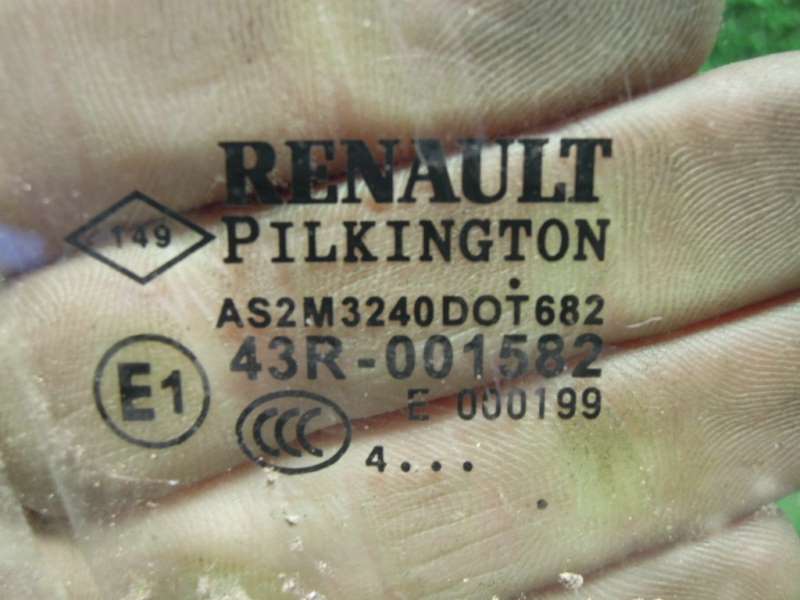 RENAULT
149 PILKINGTON
AS2M3240DOT682
E1 43R-001582
CCC E 000199
4...